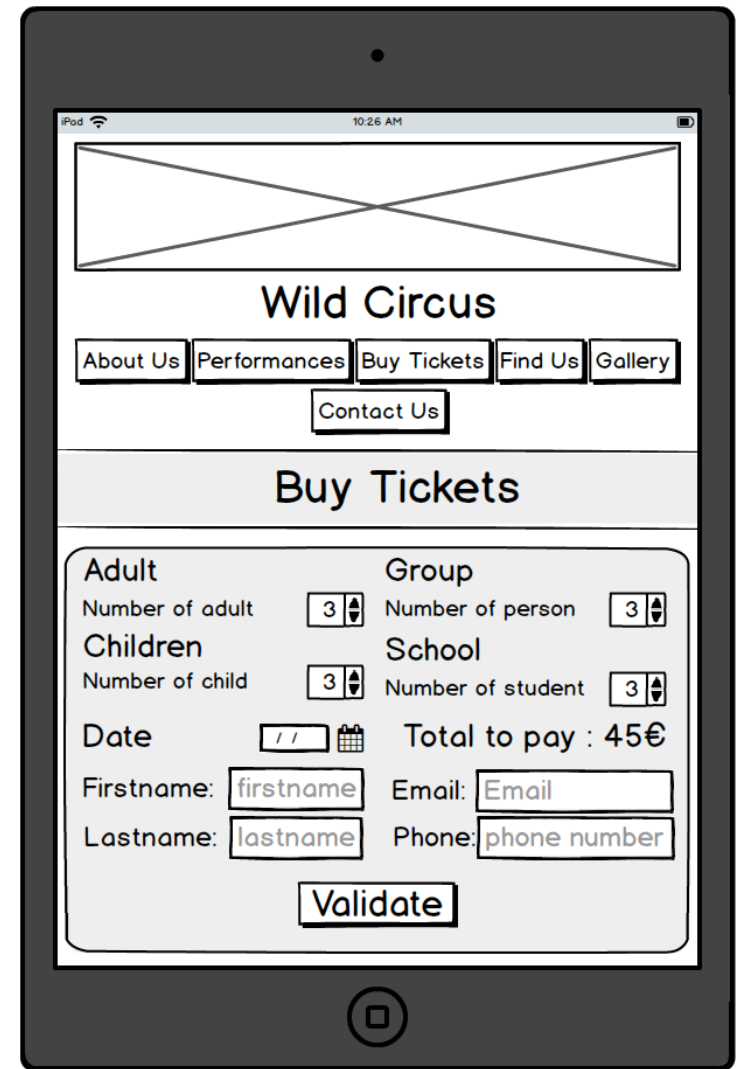 iPad 10:26 AM
Wild Circus
About Us Performances Buy Tickets Find Us Gallery
Contact Us
Buy Tickets
Adult Group
Number of adult 3 Number of person 3
Children School
Number of child 3 Number of student 3
Date / / Total to pay : 45€
Firstname: firstname Email: Email
Lastname: lastname Phone: phone number
Validate